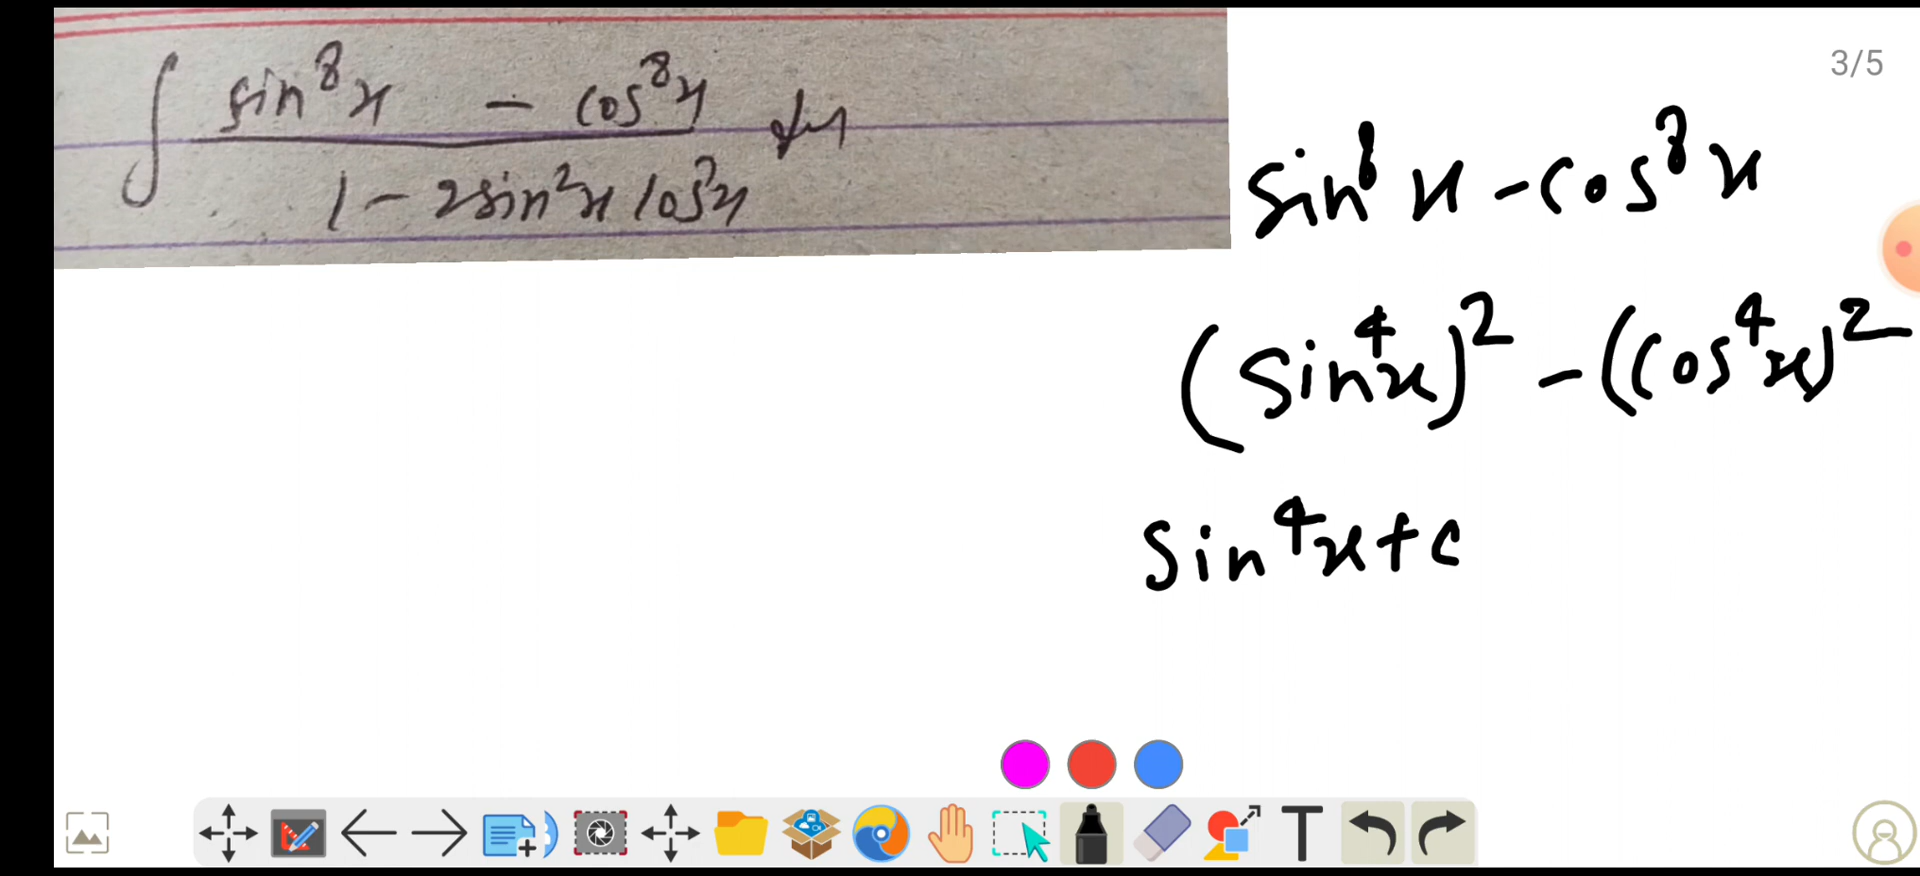 ∫ sin⁸x - cos⁸x dx
1 - 2sin²x cos²x
3/5
sin⁸x - cos⁸x
(sin⁴x)² - (cos⁴x)²
sin⁴x + c
T